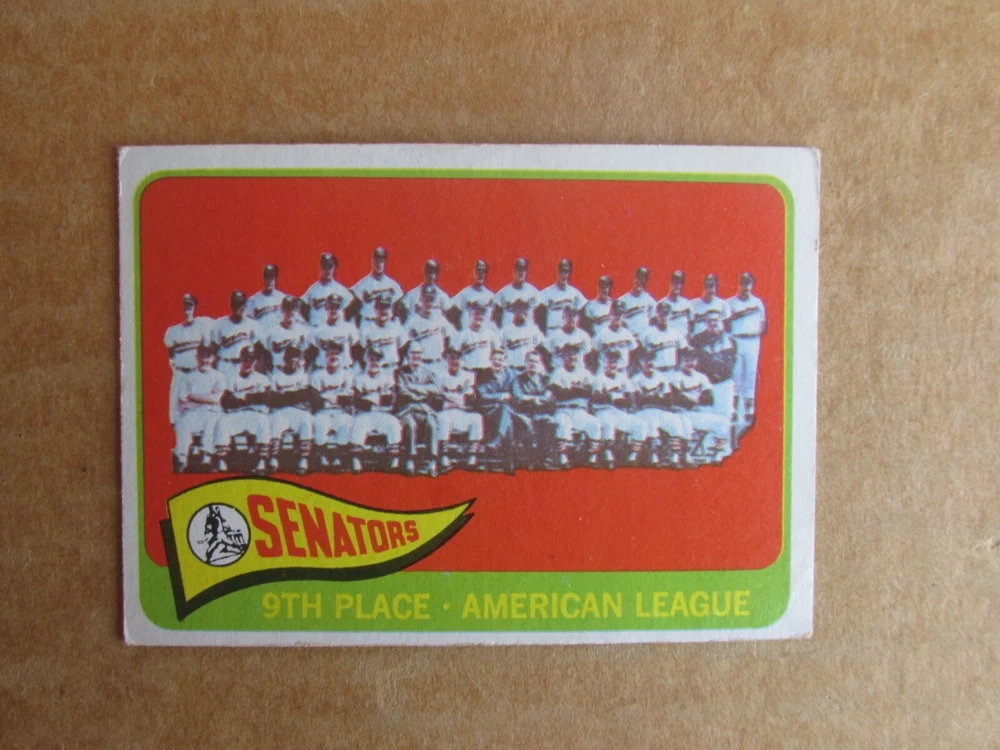 SENATORS
9TH PLACE · AMERICAN LEAGUE